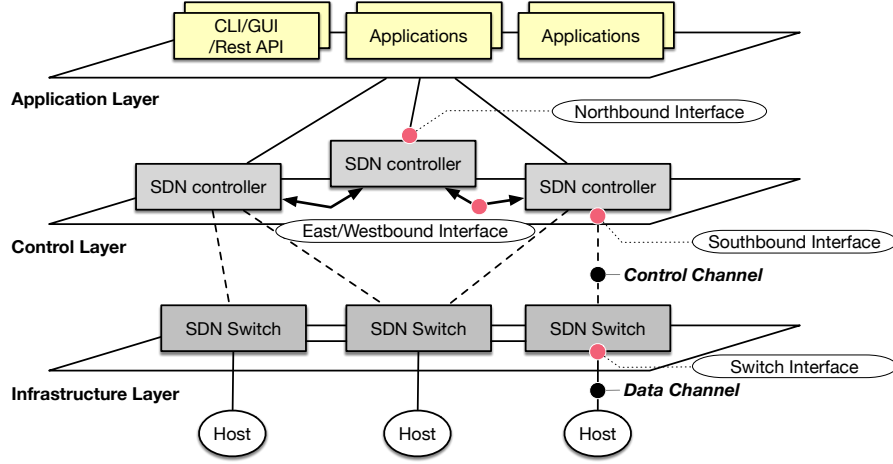 CLI/GUI
/Rest API
Applications
Applications
Application Layer
Northbound Interface
SDN controller
SDN controller
SDN controller
East/Westbound Interface
Southbound Interface
Control Layer
Control Channel
SDN Switch
SDN Switch
SDN Switch
Switch Interface
Infrastructure Layer
Data Channel
Host
Host
Host